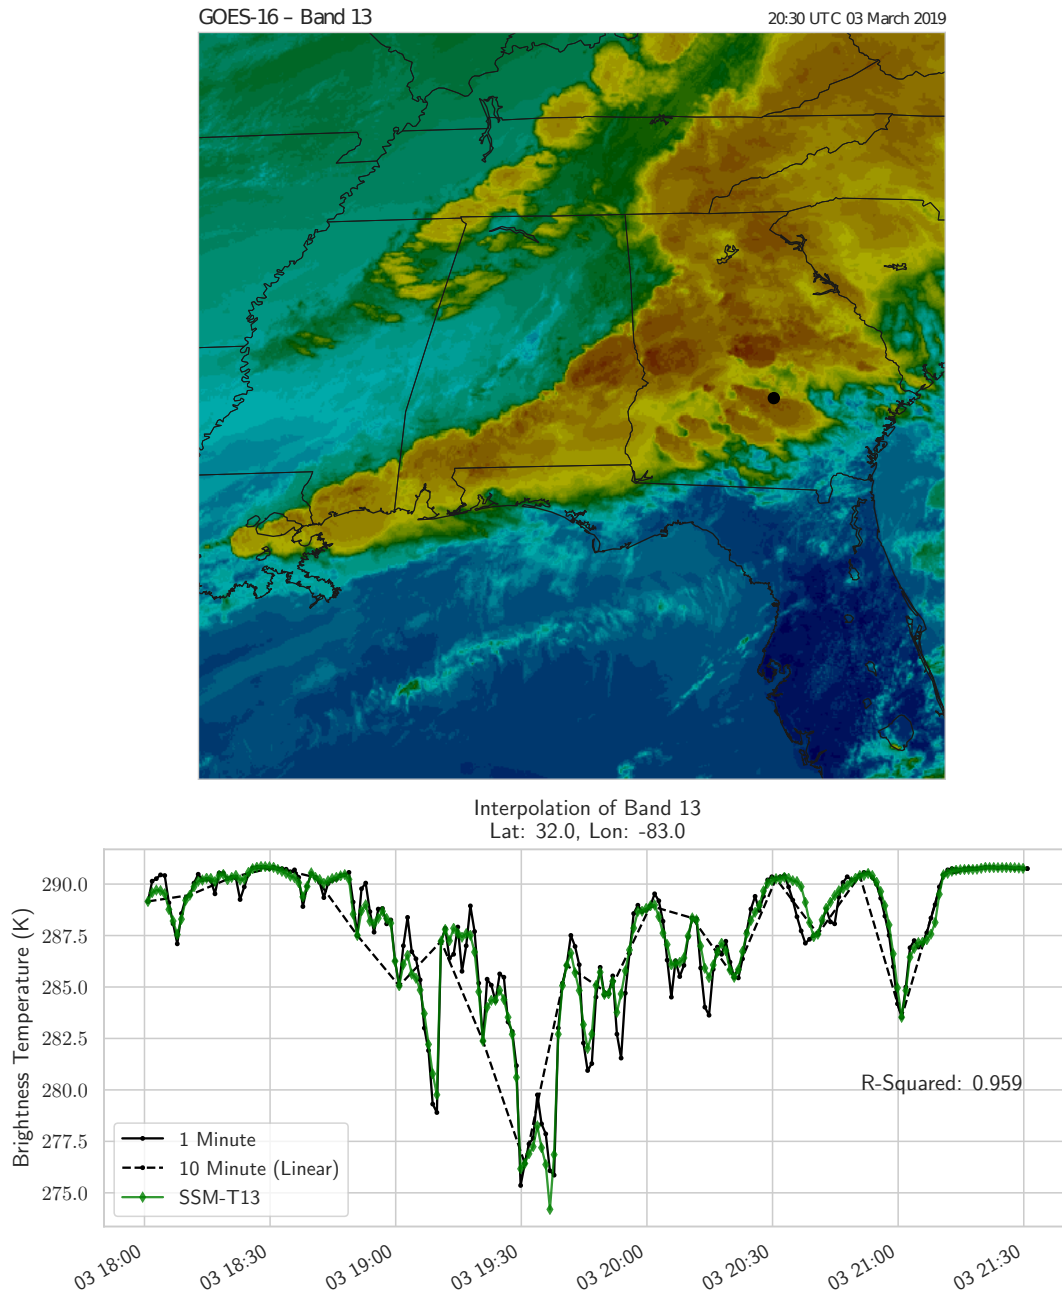 GOES-16 – Band 13
20:30 UTC 03 March 2019
Interpolation of Band 13
Lat: 32.0, Lon: -83.0
Brightness Temperature (K)
290.0
287.5
285.0
282.5
280.0
277.5
275.0
R-Squared: 0.959
1 Minute
10 Minute (Linear)
SSM-T13
03 18:00
03 18:30
03 19:00
03 19:30
03 20:00
03 20:30
03 21:00
03 21:30